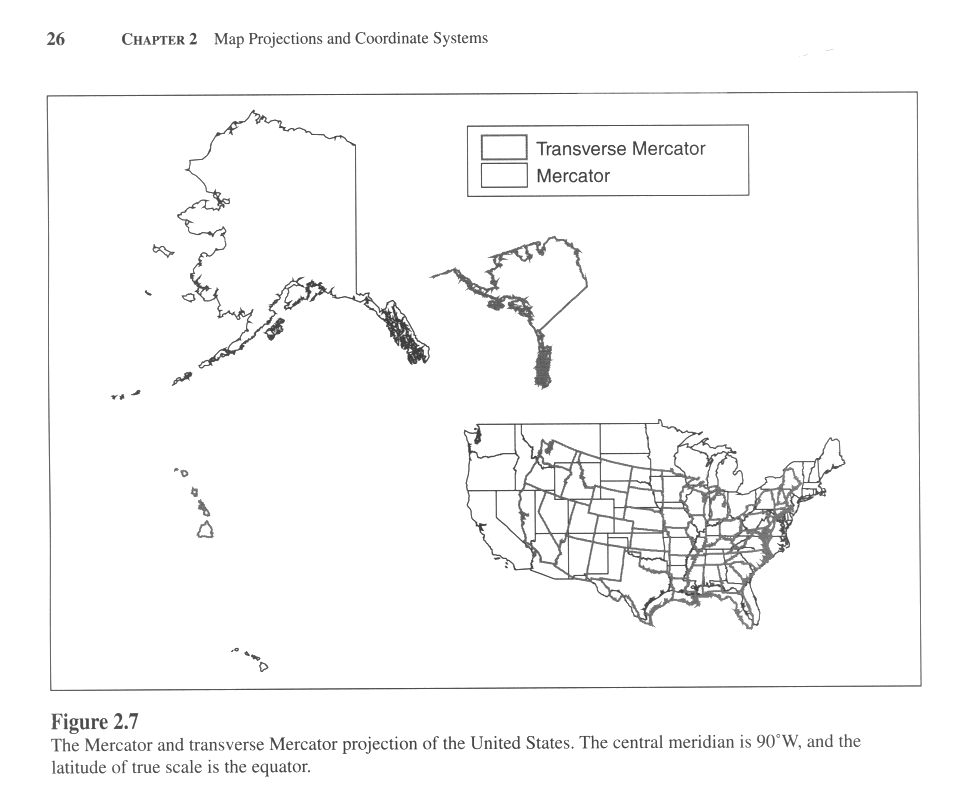 26 CHAPTER 2 Map Projections and Coordinate Systems
Transverse Mercator
Mercator
Figure 2.7
The Mercator and transverse Mercator projection of the United States. The central meridian is 90°W, and the
latitude of true scale is the equator.